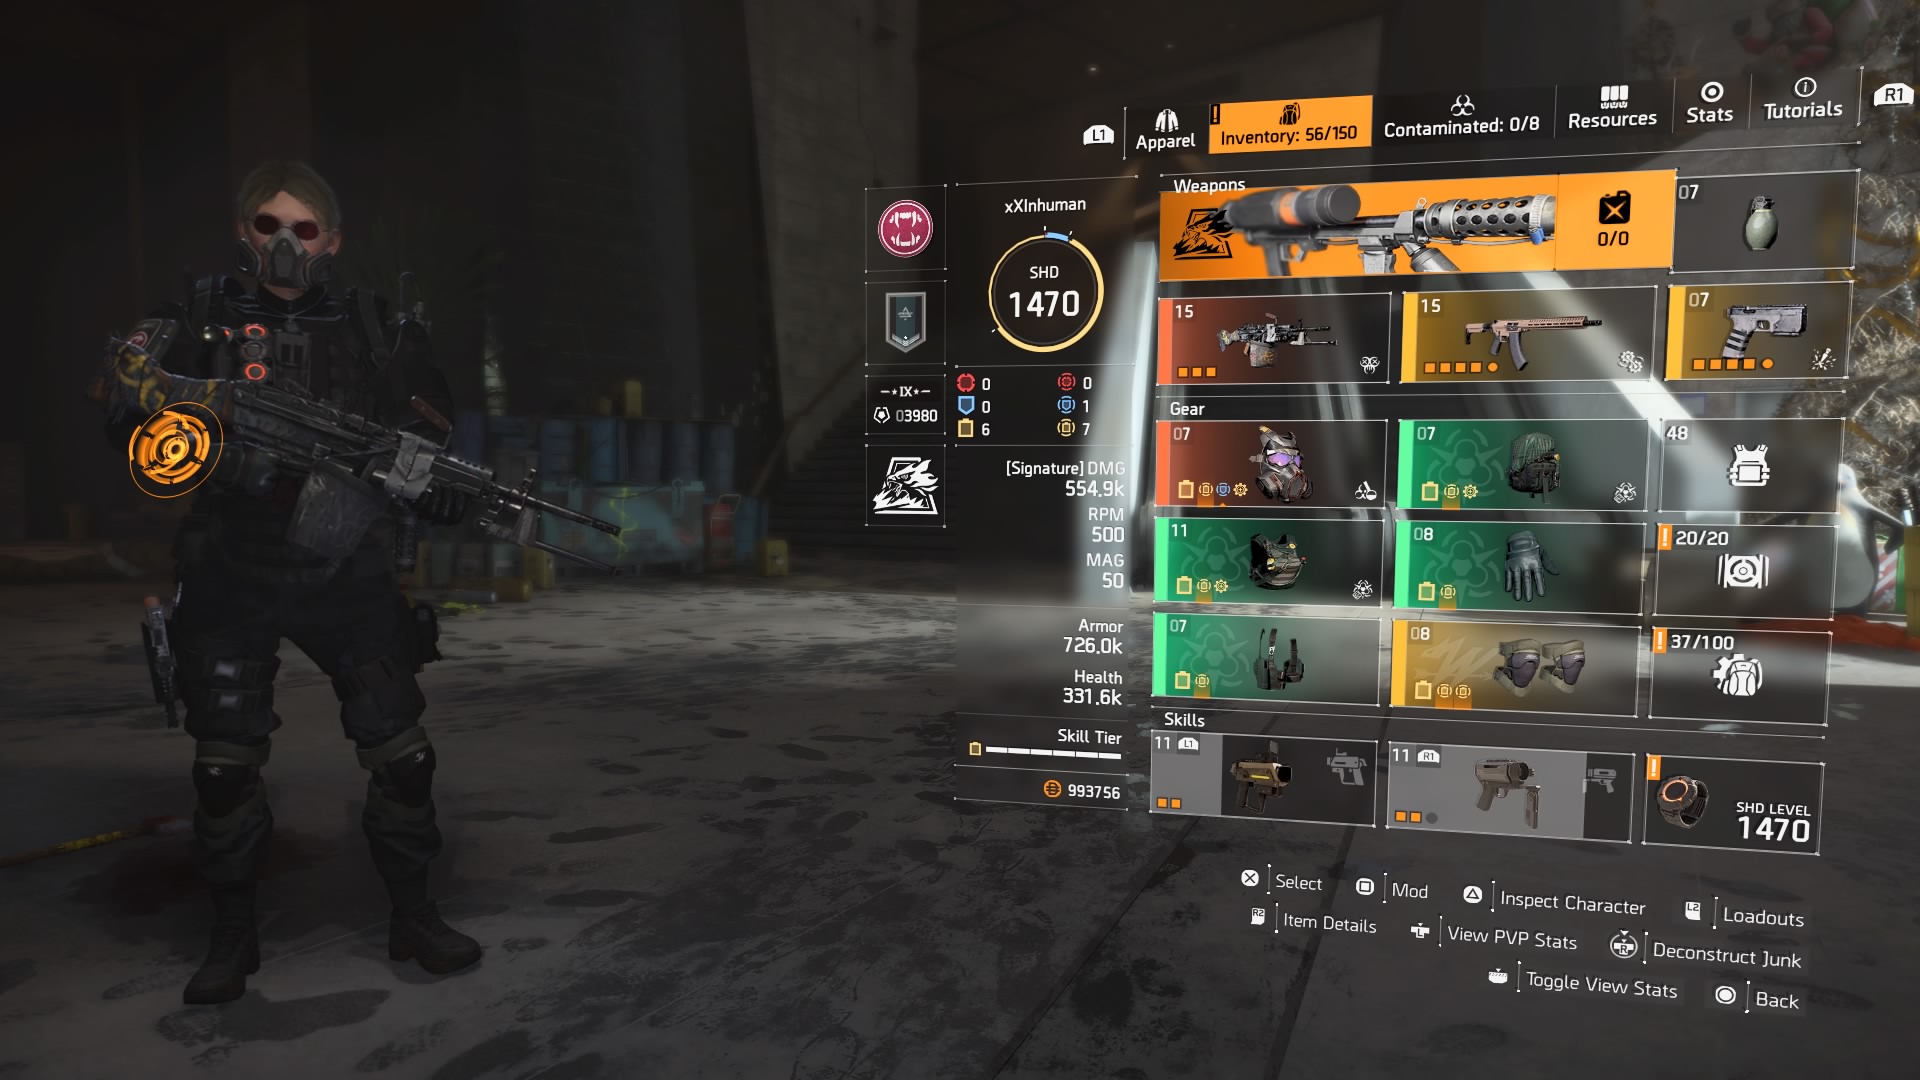 L1
Apparel
Inventory: 56/150
Contaminated: 0/8
Resources
Stats
Tutorials
R1
xXInhuman
SHD
1470
IX
03980
0 0
0 1
6 7
[Signature] DMG
554.9k
RPM
500
MAG
50
Armor
726.0k
Health
331.6k
Skill Tier
993756
Weapons
0/0
07
15
15
07
Gear
07
07
48
11
08
20/20
07
08
37/100
Skills
11 L1
11 R1
SHD LEVEL
1470
Select
Mod
Inspect Character
L2 Loadouts
R2 Item Details
L View PVP Stats
R Deconstruct Junk
Toggle View Stats
Back